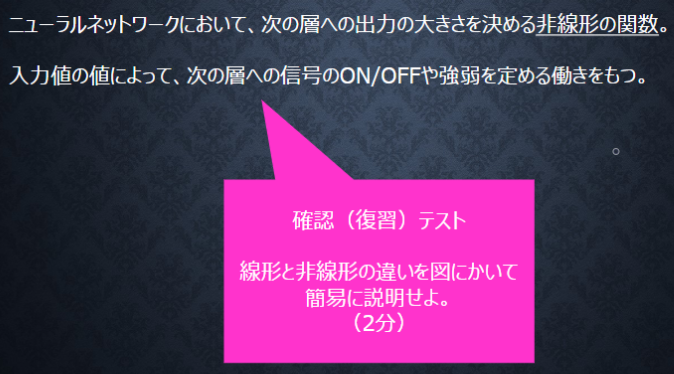 ニューラルネットワークにおいて、次の層への出力の大きさを決める非線形の関数。
入力値の値によって、次の層への信号のON/OFFや強弱を定める働きをもつ。
確認（復習）テスト
線形と非線形の違いを図にかいて
簡易に説明せよ。
（2分）